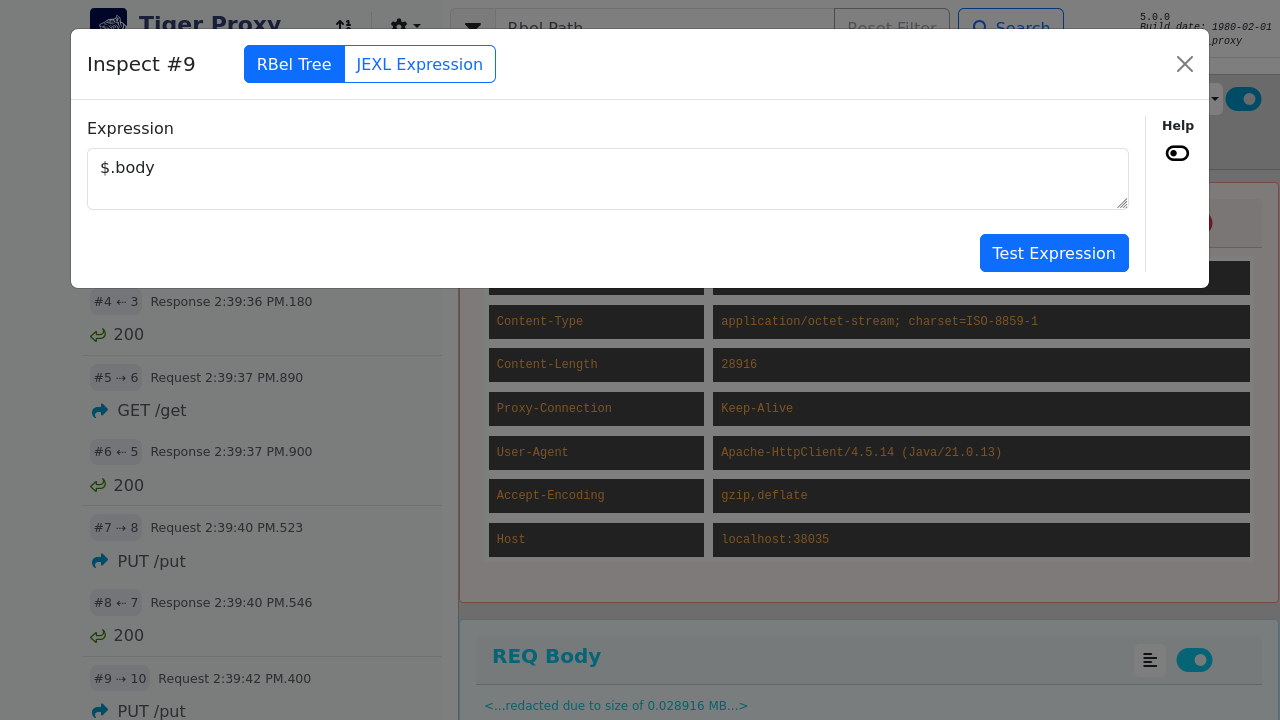 Tiger Proxy
Rbel Path
Reset Filter
Search
5.0.0
Build date: 1980-02-01
proxy
Inspect #9
RBel Tree
JEXL Expression
Expression
$.body
Help
Test Expression
#4 ⇠ 3 Response 2:39:36 PM.180
200
#5 ⇢ 6 Request 2:39:37 PM.890
GET /get
#6 ⇠ 5 Response 2:39:37 PM.900
200
#7 ⇢ 8 Request 2:39:40 PM.523
PUT /put
#8 ⇠ 7 Response 2:39:40 PM.546
200
#9 ⇢ 10 Request 2:39:42 PM.400
PUT /put
Content-Type application/octet-stream; charset=ISO-8859-1
Content-Length 28916
Proxy-Connection Keep-Alive
User-Agent Apache-HttpClient/4.5.14 (Java/21.0.13)
Accept-Encoding gzip,deflate
Host localhost:38035
REQ Body
<...redacted due to size of 0.028916 MB...>